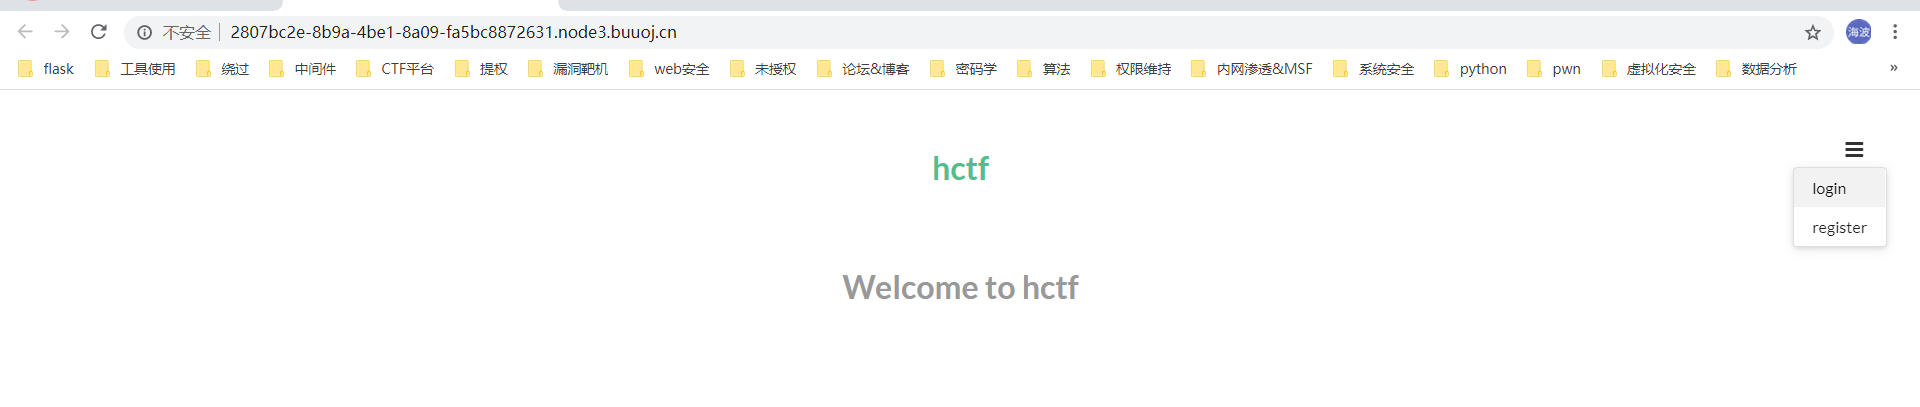 不安全 2807bc2e-8b9a-4be1-8a09-fa5bc8872631.node3.buuoj.cn 海波
flask 工具使用 绕过 中间件 CTF平台 提权 漏洞靶机 web安全 未授权 论坛&博客 密码学 算法 权限维持 内网渗透&MSF 系统安全 python pwn 虚拟化安全 数据分析 »
hctf
login
register
Welcome to hctf